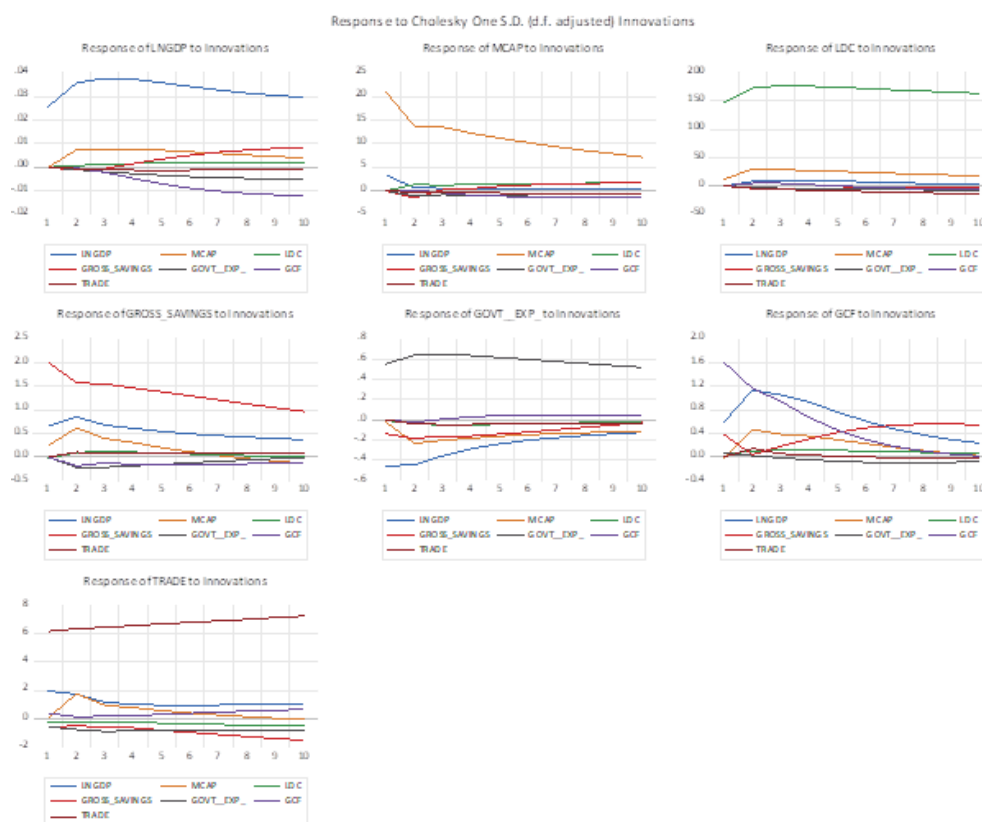 Response to Cholesky One S.D. (d.f. adjusted) Innovations
Response of LNGDP to Innovations
.04
.03
.02
.01
.00
-.01
-.02
1 2 3 4 5 6 7 8 9 10
LNGDP MCAP LDC
GROSS_SAVINGS GOVT__EXP_ GCF
TRADE
Response of MCAP to Innovations
25
20
15
10
5
0
-5
1 2 3 4 5 6 7 8 9 10
LNGDP MCAP LDC
GROSS_SAVINGS GOVT__EXP_ GCF
TRADE
Response of LDC to Innovations
200
150
100
50
0
-50
1 2 3 4 5 6 7 8 9 10
LNGDP MCAP LDC
GROSS_SAVINGS GOVT__EXP_ GCF
TRADE
Response of GROSS_SAVINGS to Innovations
2.5
2.0
1.5
1.0
0.5
0.0
-0.5
1 2 3 4 5 6 7 8 9 10
LNGDP MCAP LDC
GROSS_SAVINGS GOVT__EXP_ GCF
TRADE
Response of GOVT__EXP_ to Innovations
.8
.6
.4
.2
.0
-.2
-.4
-.6
1 2 3 4 5 6 7 8 9 10
LNGDP MCAP LDC
GROSS_SAVINGS GOVT__EXP_ GCF
TRADE
Response of GCF to Innovations
2.0
1.6
1.2
0.8
0.4
0.0
-0.4
1 2 3 4 5 6 7 8 9 10
LNGDP MCAP LDC
GROSS_SAVINGS GOVT__EXP_ GCF
TRADE
Response of TRADE to Innovations
8
6
4
2
0
-2
1 2 3 4 5 6 7 8 9 10
LNGDP MCAP LDC
GROSS_SAVINGS GOVT__EXP_ GCF
TRADE